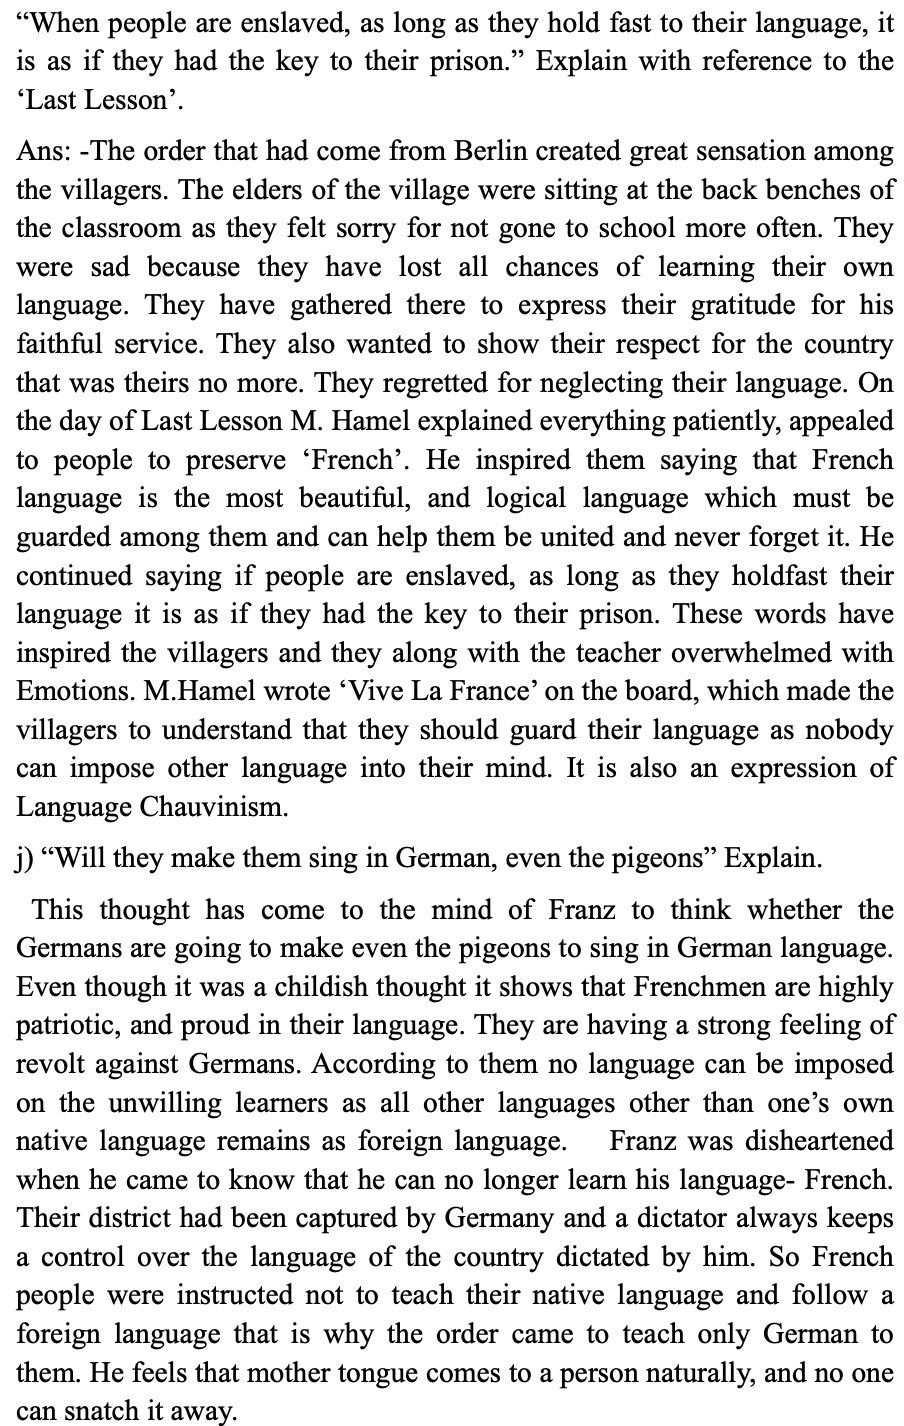 “When people are enslaved, as long as they hold fast to their language, it
is as if they had the key to their prison.” Explain with reference to the
‘Last Lesson’.
Ans: -The order that had come from Berlin created great sensation among
the villagers. The elders of the village were sitting at the back benches of
the classroom as they felt sorry for not gone to school more often. They
were sad because they have lost all chances of learning their own
language. They have gathered there to express their gratitude for his
faithful service. They also wanted to show their respect for the country
that was theirs no more. They regretted for neglecting their language. On
the day of Last Lesson M. Hamel explained everything patiently, appealed
to people to preserve ‘French’. He inspired them saying that French
language is the most beautiful, and logical language which must be
guarded among them and can help them be united and never forget it. He
continued saying if people are enslaved, as long as they holdfast their
language it is as if they had the key to their prison. These words have
inspired the villagers and they along with the teacher overwhelmed with
Emotions. M.Hamel wrote ‘Vive La France’ on the board, which made the
villagers to understand that they should guard their language as nobody
can impose other language into their mind. It is also an expression of
Language Chauvinism.
j) “Will they make them sing in German, even the pigeons” Explain.
This thought has come to the mind of Franz to think whether the
Germans are going to make even the pigeons to sing in German language.
Even though it was a childish thought it shows that Frenchmen are highly
patriotic, and proud in their language. They are having a strong feeling of
revolt against Germans. According to them no language can be imposed
on the unwilling learners as all other languages other than one’s own
native language remains as foreign language. Franz was disheartened
when he came to know that he can no longer learn his language- French.
Their district had been captured by Germany and a dictator always keeps
a control over the language of the country dictated by him. So French
people were instructed not to teach their native language and follow a
foreign language that is why the order came to teach only German to
them. He feels that mother tongue comes to a person naturally, and no one
can snatch it away.